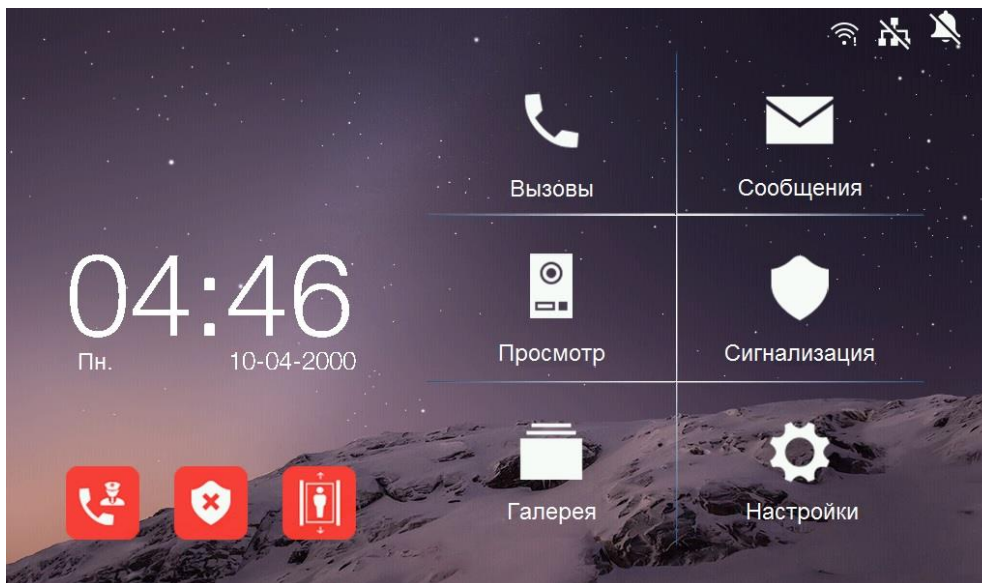 Вызовы
Сообщения
04:46
Пн. 10-04-2000
Просмотр
Сигнализация
Галерея
Настройки